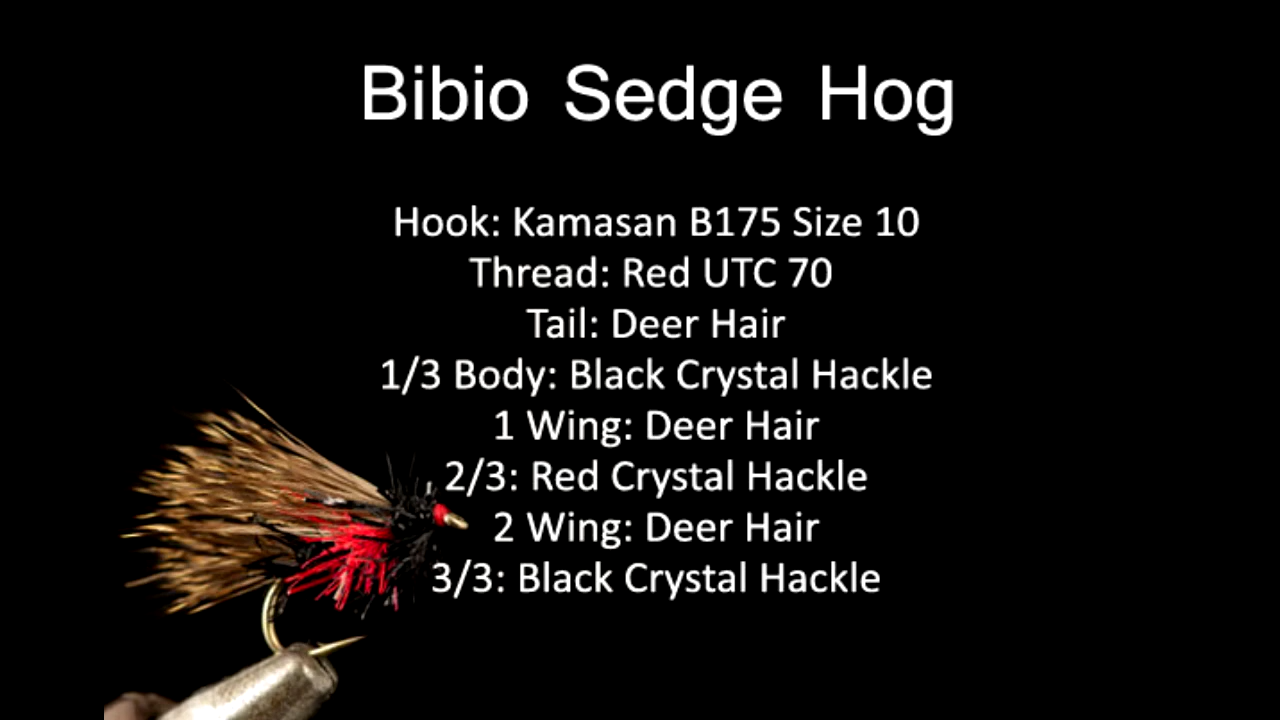 Bibio Sedge Hog
Hook: Kamasan B175 Size 10
Thread: Red UTC 70
Tail: Deer Hair
1/3 Body: Black Crystal Hackle
1 Wing: Deer Hair
2/3: Red Crystal Hackle
2 Wing: Deer Hair
3/3: Black Crystal Hackle